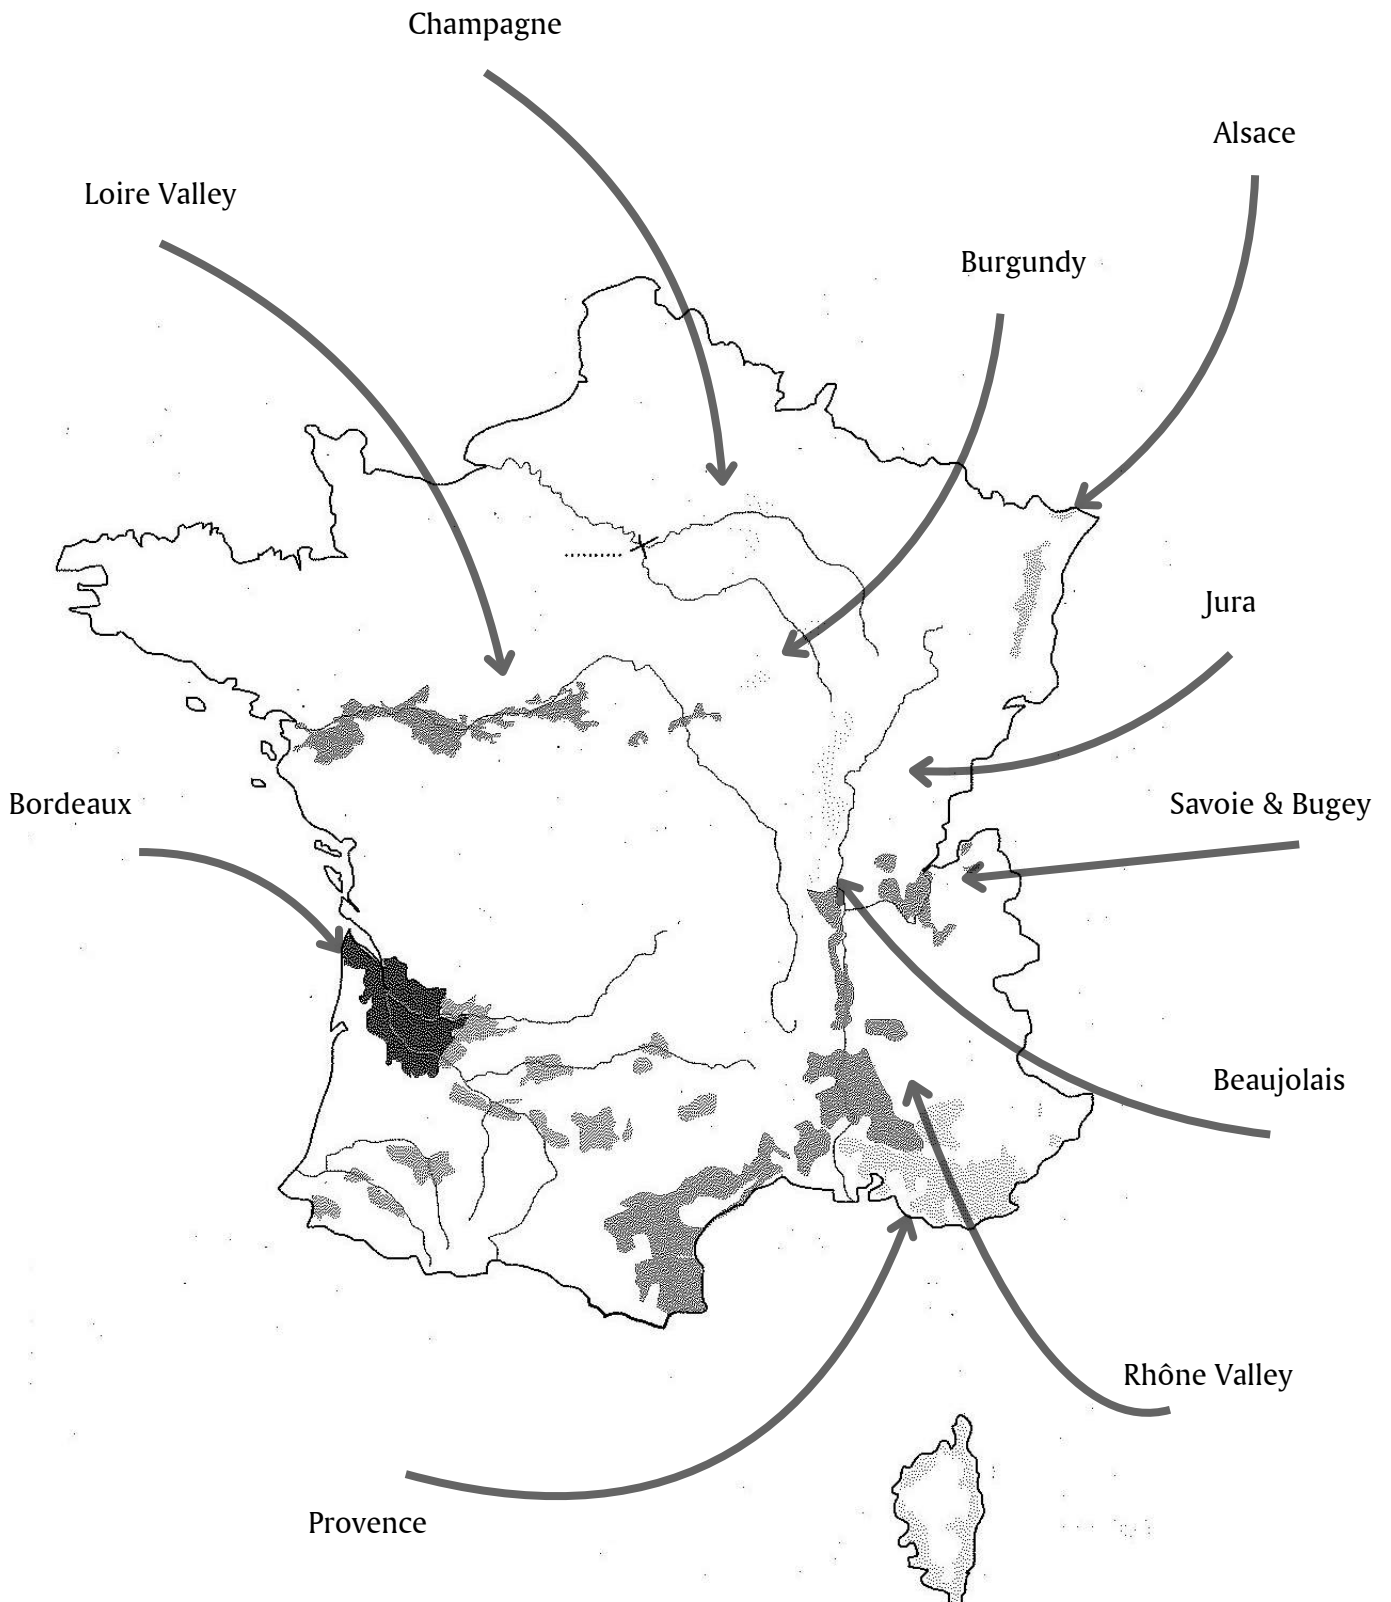 Champagne
Alsace
Loire Valley
Burgundy
Jura
Bordeaux
Savoie & Bugey
Beaujolais
Rhône Valley
Provence